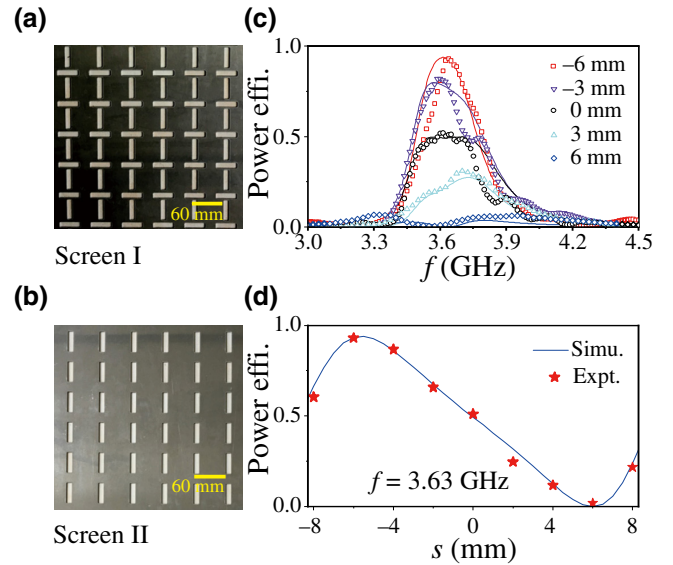 (a)
60 mm
Screen I
(c)
Power effi.
1.0
0.5
0.0
−6 mm
−3 mm
0 mm
3 mm
6 mm
3.0 3.3 3.6 3.9 4.2 4.5
f (GHz)
(b)
60 mm
Screen II
(d)
Power effi.
1.0
0.5
0.0
Simu.
Expt.
f = 3.63 GHz
−8 −4 0 4 8
s (mm)